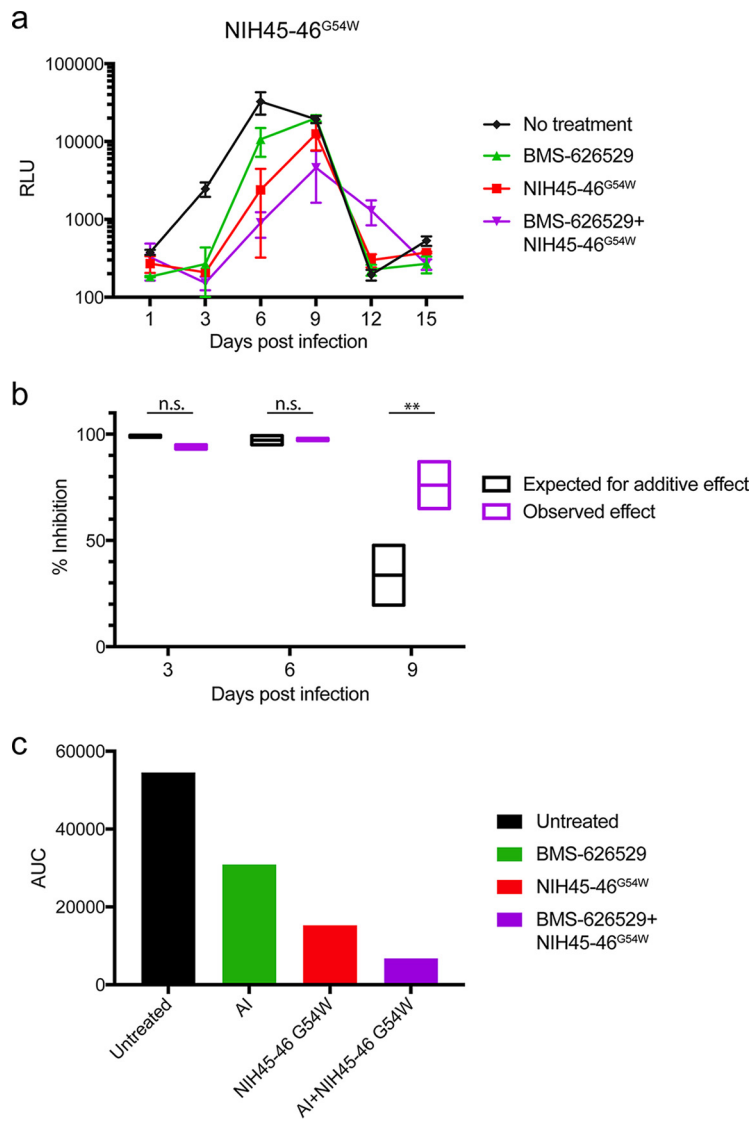 a
NIH45-46G54W
100000
10000
1000
100
RLU
1
3
6
9
12
15
Days post infection
No treatment
BMS-626529
NIH45-46G54W
BMS-626529+
NIH45-46G54W
b
n.s.
n.s.
**
100
50
0
% Inhibition
3
6
9
Days post infection
Expected for additive effect
Observed effect
c
60000
40000
20000
0
AUC
Untreated
AI
NIH45-46 G54W
AI+NIH45-46 G54W
Untreated
BMS-626529
NIH45-46G54W
BMS-626529+
NIH45-46G54W